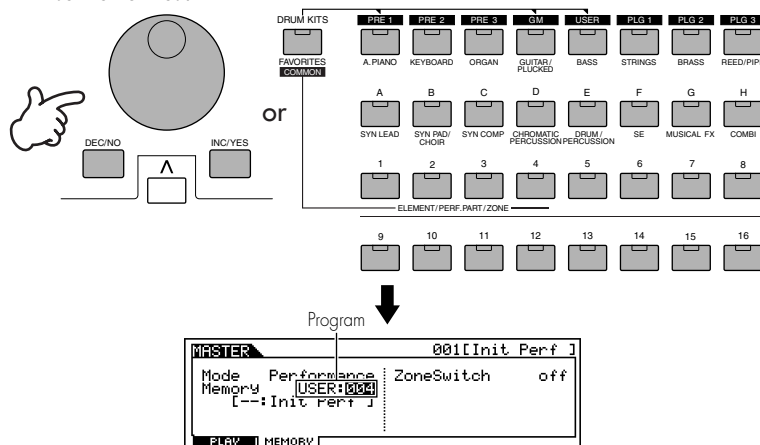 DRUM KITS PRE 1 PRE 2 PRE 3 GM USER PLG 1 PLG 2 PLG 3
FAVORITES A. PIANO KEYBOARD ORGAN GUITAR/ PLUCKED BASS STRINGS BRASS REED/PIPE
COMMON
or
A B C D E F G H
DEC/NO INC/YES SYN LEAD SYN PAD/ CHOIR SYN COMP CHROMATIC PERCUSSION DRUM/ PERCUSSION SE MUSICAL FX COMBI
1 2 3 4 5 6 7 8
ELEMENT/PERF. PART/ZONE
9 10 11 12 13 14 15 16
Program
MASTER 001[Init Perf ]
Mode Performance ZoneSwitch off
Memory USER:004
[--:Init Perf ]
PLAY MEMORY